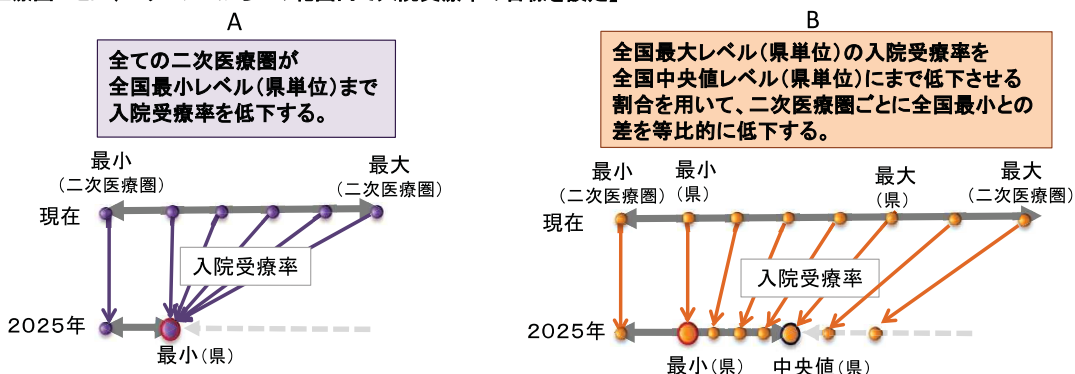 A
全ての二次医療圏が
全国最小レベル(県単位)まで
入院受療率を低下する。
最小
(二次医療圏)
最大
(二次医療圏)
現在
入院受療率
2025年
最小(県)
B
全国最大レベル(県単位)の入院受療率を
全国中央値レベル(県単位)にまで低下させる
割合を用いて、二次医療圏ごとに全国最小との
差を等比的に低下する。
最小
(二次医療圏)
最小
(県)
最大
(県)
最大
(二次医療圏)
現在
入院受療率
2025年
最小(県)
中央値(県)